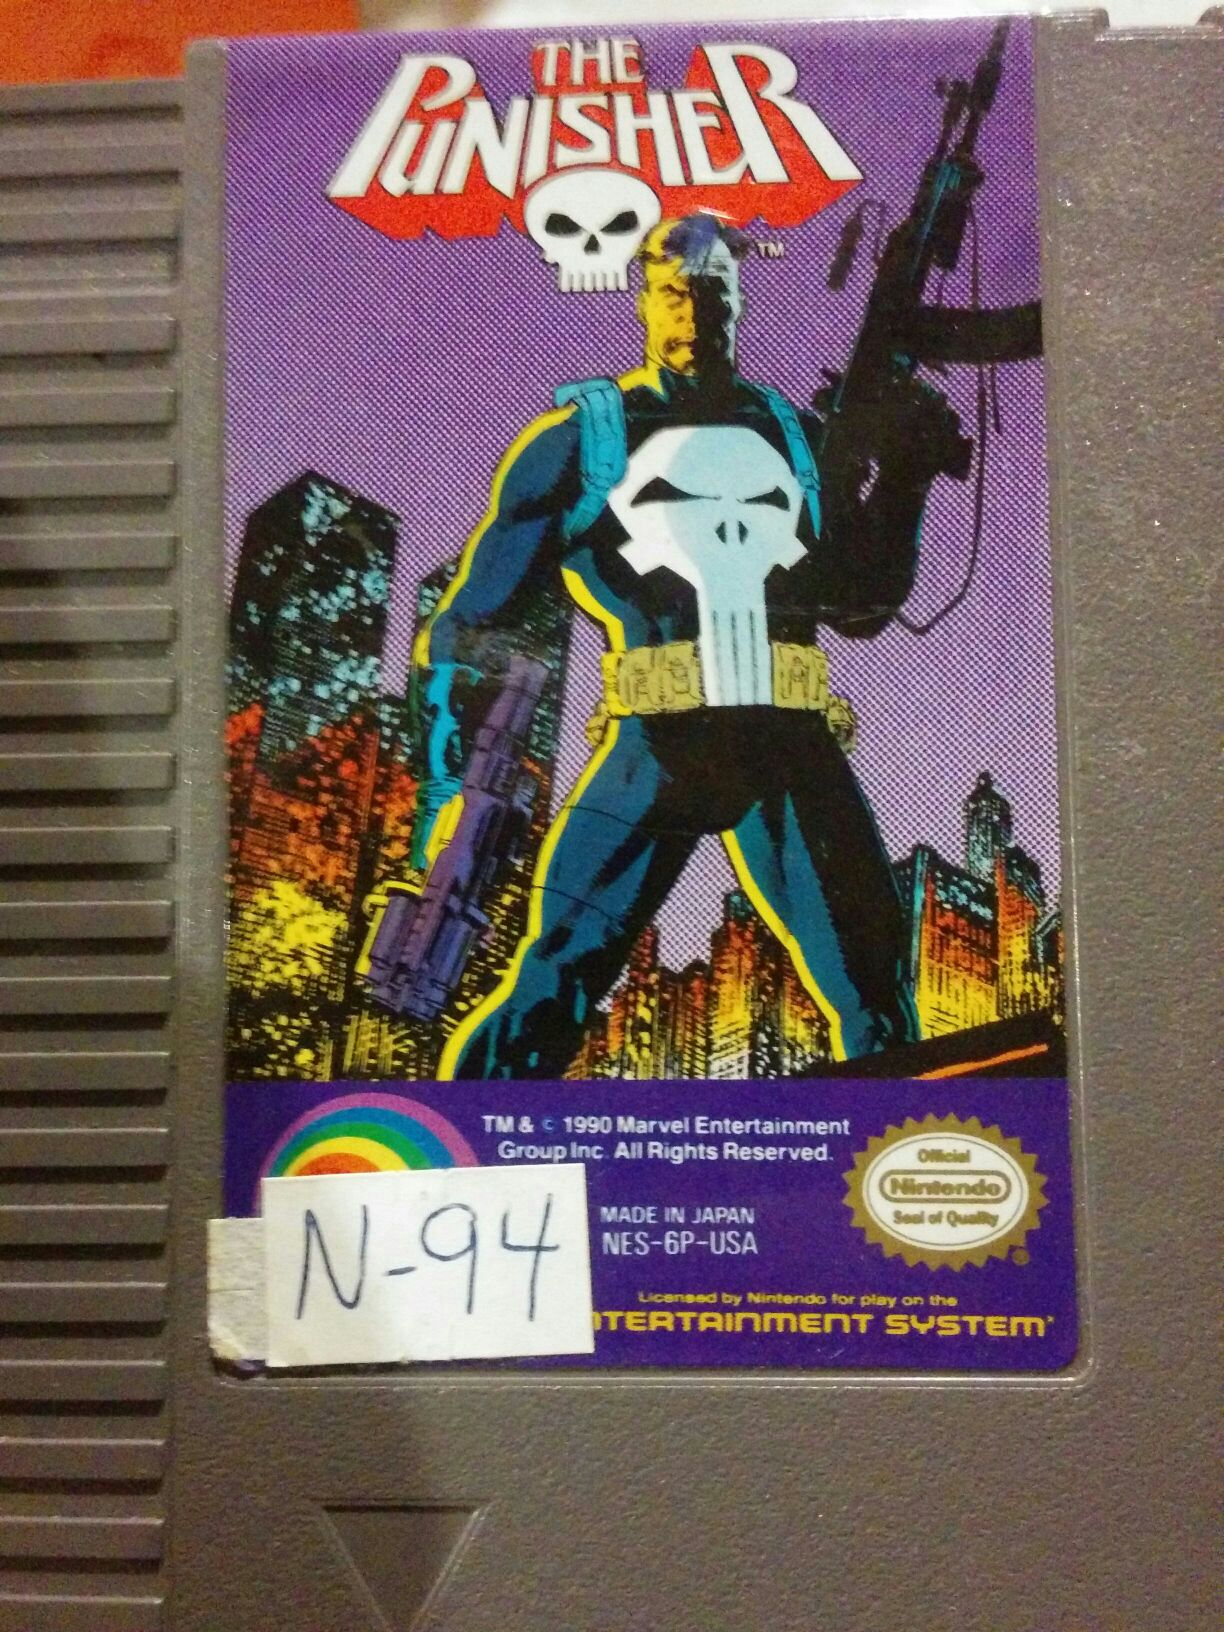 THE
PUNISHER
TM
TM & © 1990 Marvel Entertainment
Group Inc. All Rights Reserved.
Official
Nintendo
Seal of Quality
®
MADE IN JAPAN
NES-6P-USA
N-94
Licensed by Nintendo for play on the
NTERTAINMENT SYSTEM